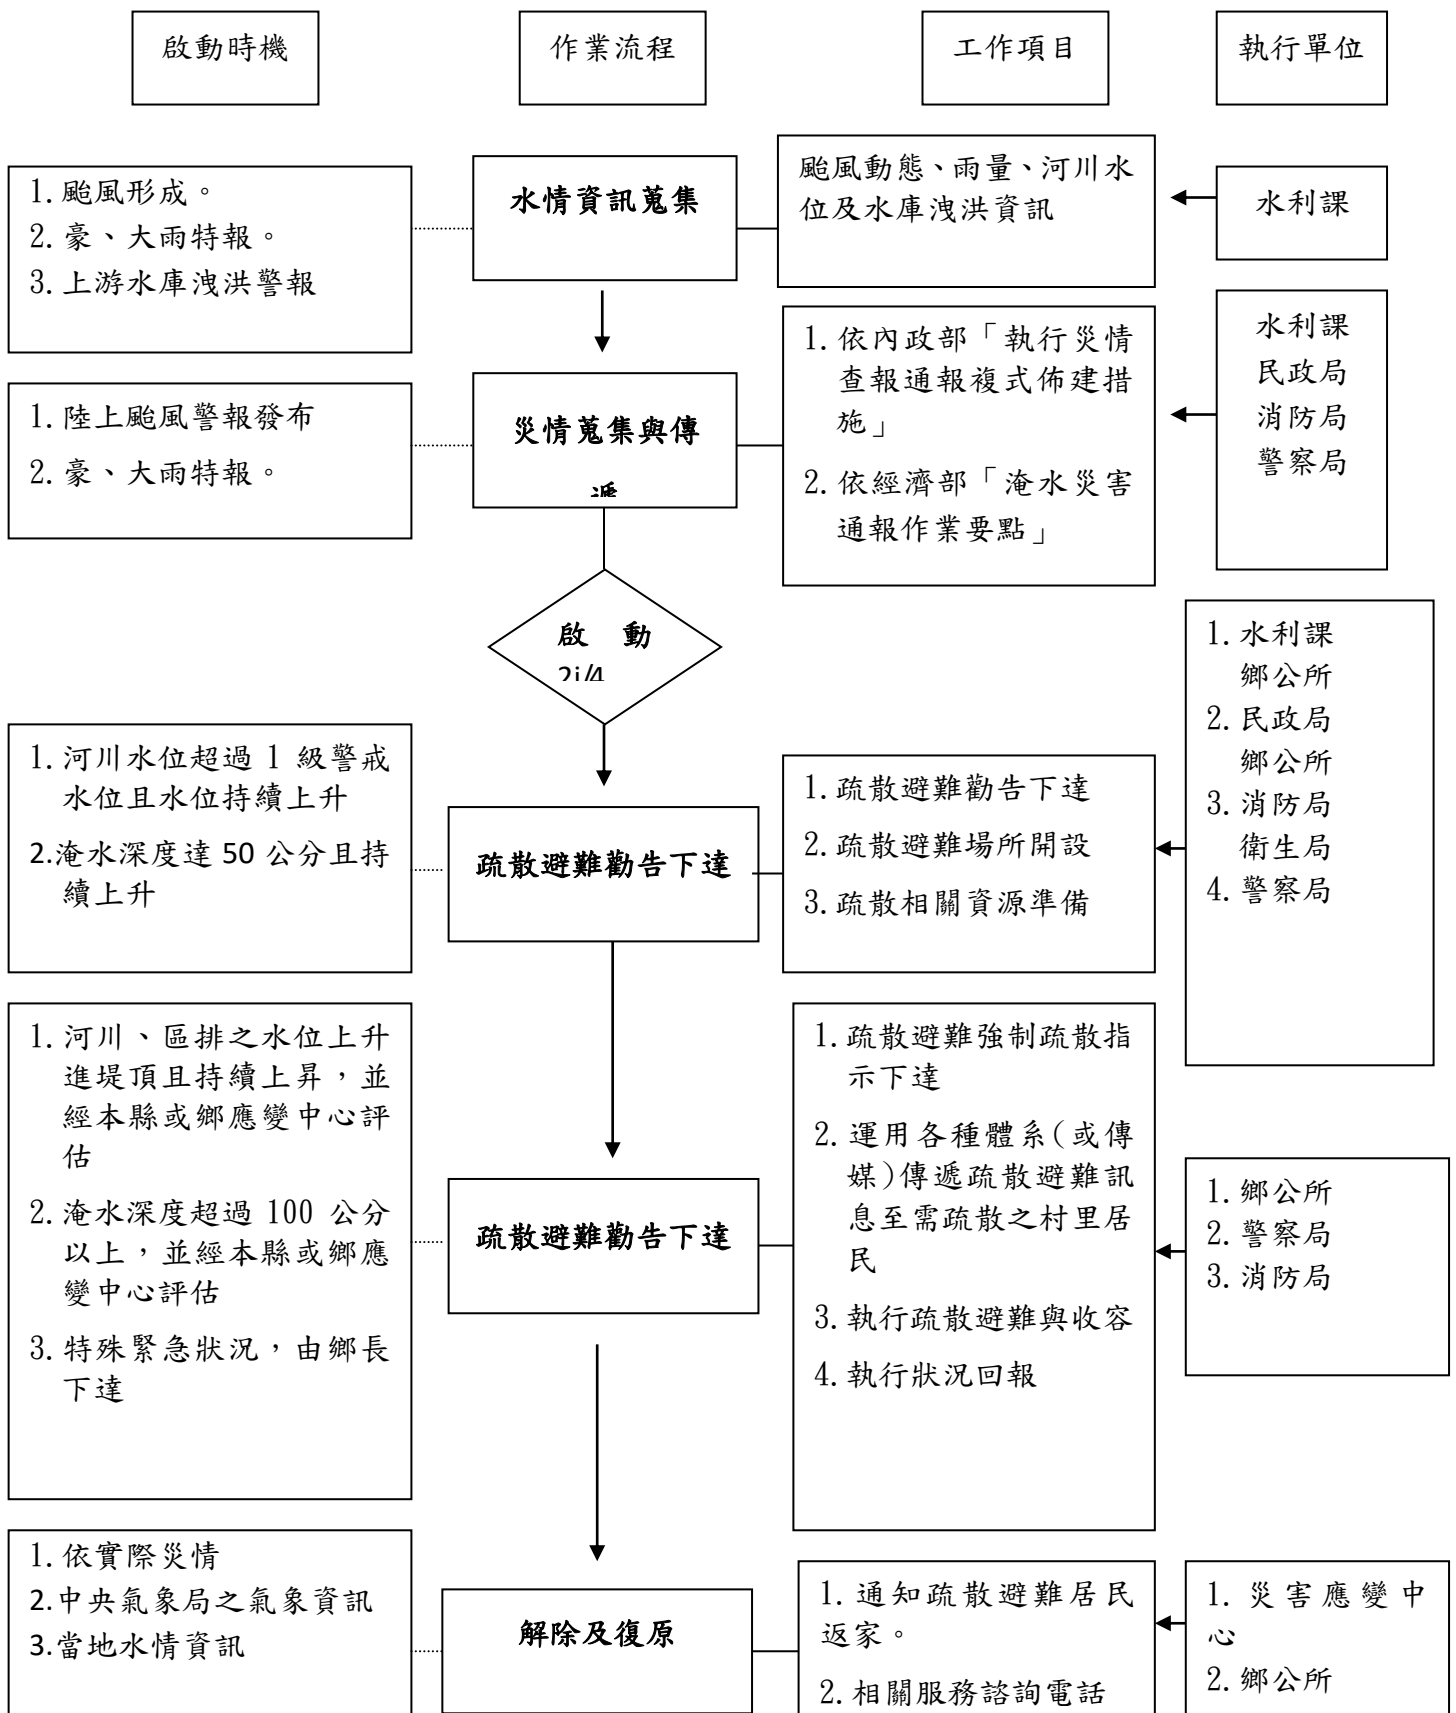 啟動時機
作業流程
工作項目
執行單位
1.颱風形成。
2.豪、大雨特報。
3.上游水庫洩洪警報
水情資訊蒐集
颱風動態、雨量、河川水
位及水庫洩洪資訊
水利課
1.陸上颱風警報發布
2.豪、大雨特報。
災情蒐集與傳
遞
1.依內政部「執行災情
查報通報複式佈建措
施」
2.依經濟部「淹水災害
通報作業要點」
水利課
民政局
消防局
警察局
啟 動
1.河川水位超過 1 級警戒
水位且水位持續上升
2.淹水深度達 50 公分且持
續上升
疏散避難勸告下達
1.疏散避難勸告下達
2.疏散避難場所開設
3.疏散相關資源準備
1.水利課
鄉公所
2.民政局
鄉公所
3.消防局
衛生局
4.警察局
1.河川、區排之水位上升
進堤頂且持續上昇，並
經本縣或鄉應變中心評
估
2.淹水深度超過 100 公分
以上，並經本縣或鄉應
變中心評估
3.特殊緊急狀況，由鄉長
下達
疏散避難勸告下達
1.疏散避難強制疏散指
示下達
2.運用各種體系(或傳
媒)傳遞疏散避難訊
息至需疏散之村里居
民
3.執行疏散避難與收容
4.執行狀況回報
1.鄉公所
2.警察局
3.消防局
1.依實際災情
2.中央氣象局之氣象資訊
3.當地水情資訊
解除及復原
1.通知疏散避難居民
返家。
2.相關服務諮詢電話
1.災害應變中
心
2.鄉公所